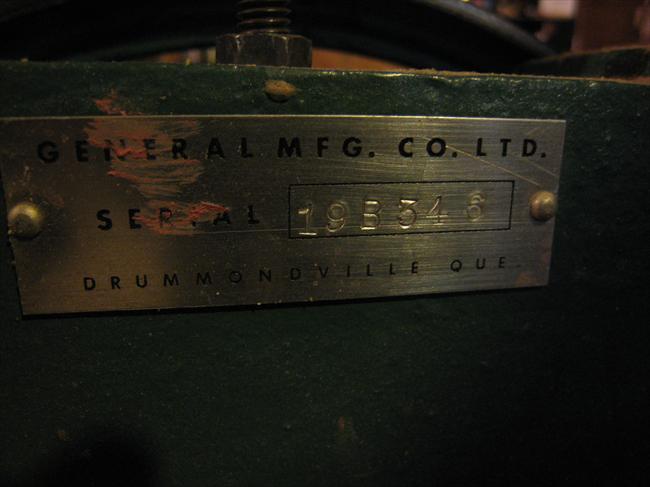 GENERAL MFG. CO. LTD.
SERIAL 19B346
DRUMMONDVILLE QUE.